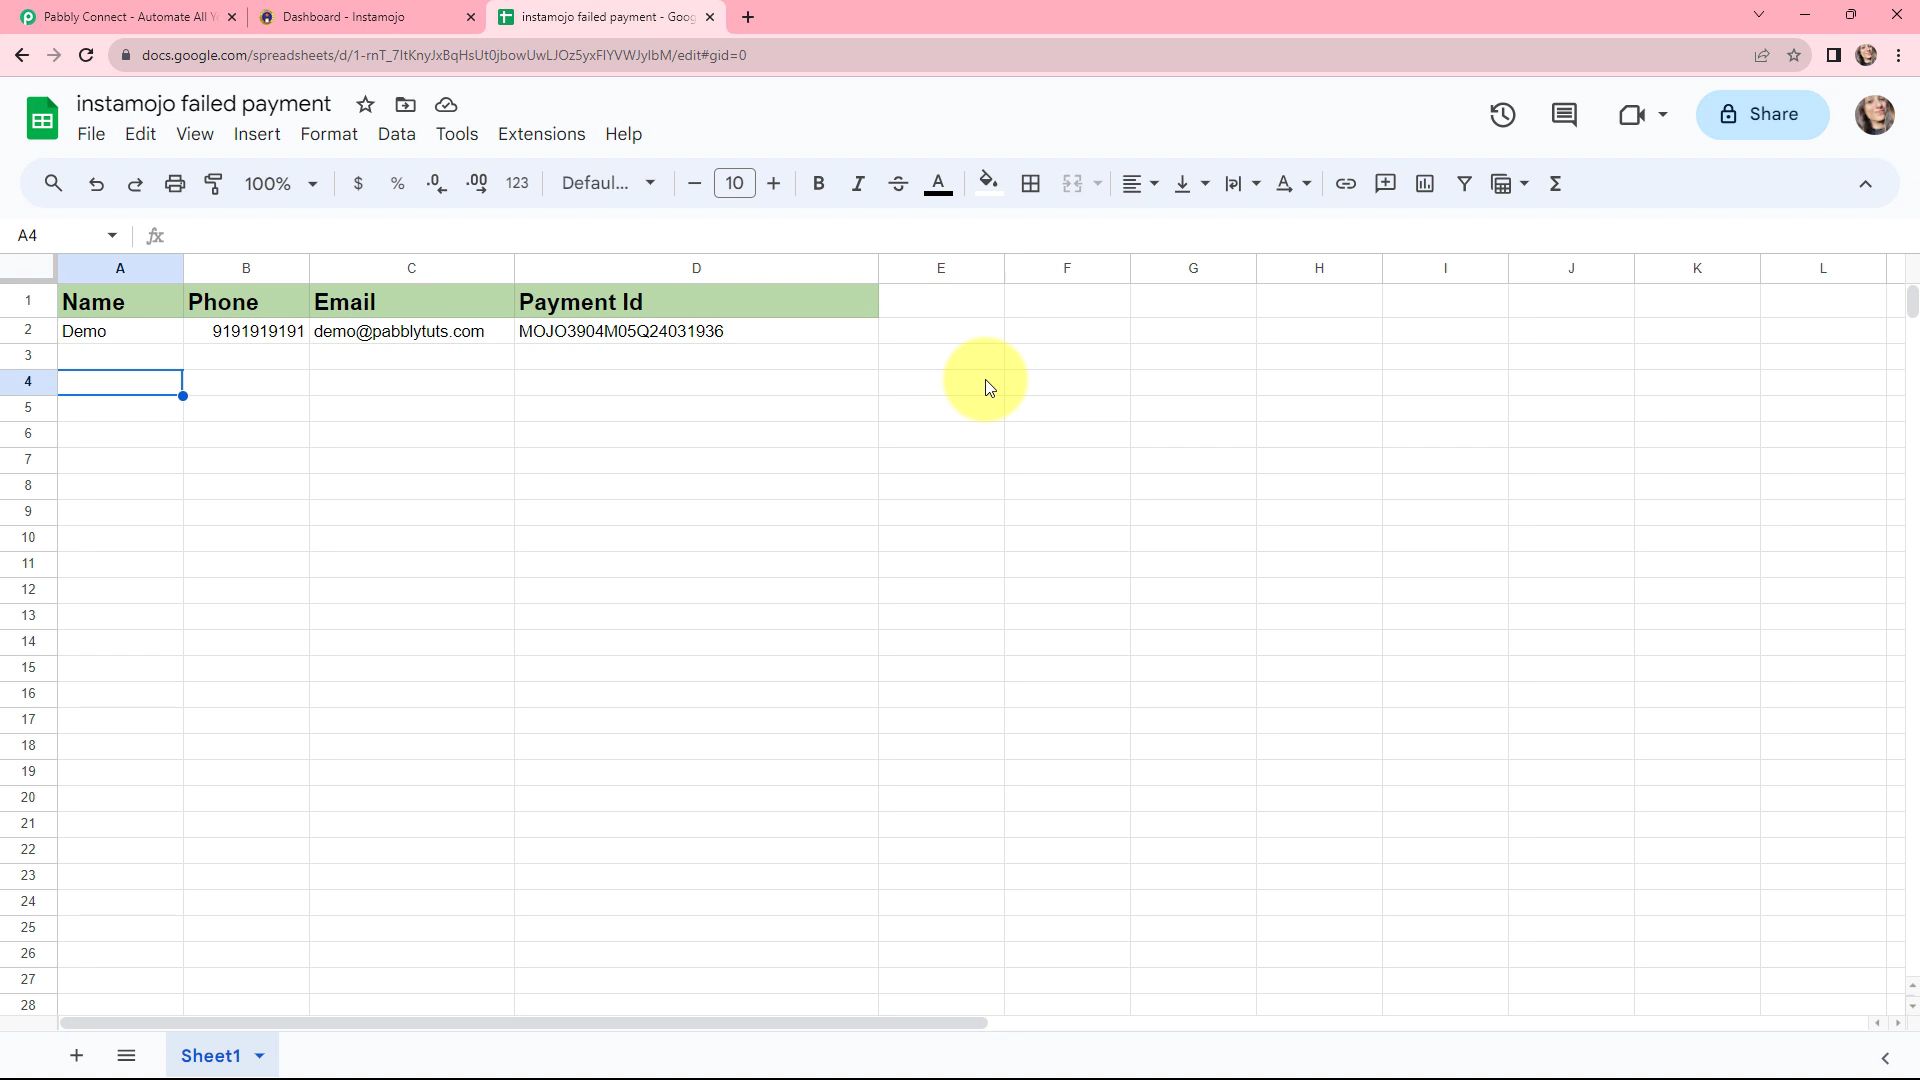 Pabbly Connect - Automate All Y
Dashboard - Instamojo
instamojo failed payment - Goog
docs.google.com/spreadsheets/d/1-rnT_7ItKnyJxBqHsUt0jbowUwLJOz5yxFIYVWJylbM/edit#gid=0
instamojo failed payment
File Edit View Insert Format Data Tools Extensions Help
Share
100% $ % .0 .00 123 Defaul... 10 B I A
A4 fx
A B C D E F G H I J K L
1 Name Phone Email Payment Id
2 Demo 9191919191 demo@pabblytuts.com MOJO3904M05Q24031936
3
4
5
6
7
8
9
10
11
12
13
14
15
16
17
18
19
20
21
22
23
24
25
26
27
28
Sheet1